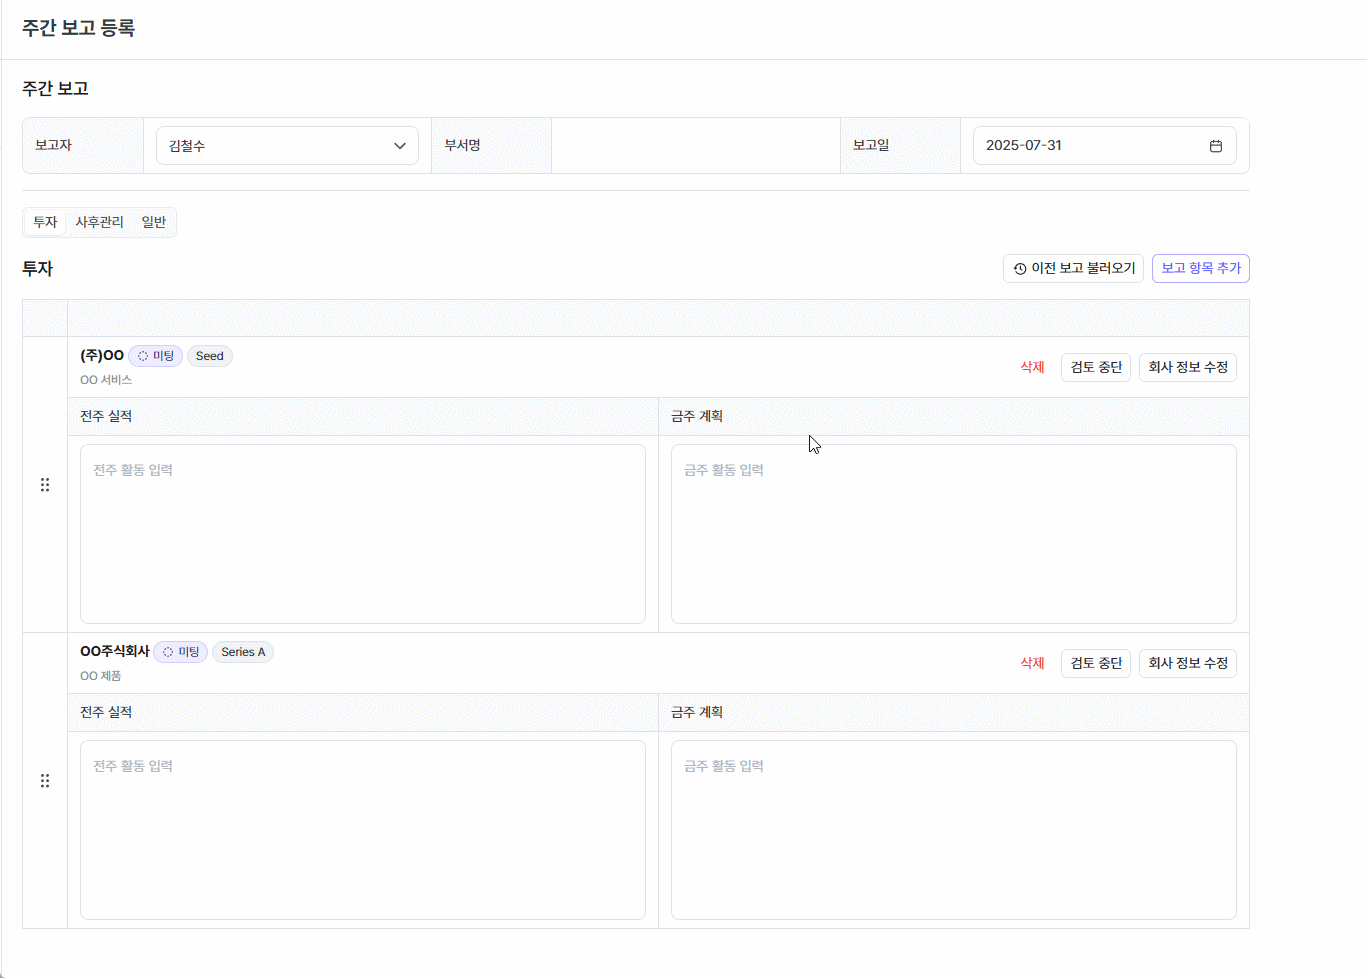 주간 보고 등록
주간 보고
보고자 김철수 부서명 보고일 2025-07-31
투자 사후관리 일반
투자 이전 보고 불러오기 보고 항목 추가
(주)OO 미팅 Seed 삭제 검토 중단 회사 정보 수정
OO 서비스
전주 실적 금주 계획
전주 활동 입력 금주 활동 입력
OO주식회사 미팅 Series A 삭제 검토 중단 회사 정보 수정
OO 제품
전주 실적 금주 계획
전주 활동 입력 금주 활동 입력